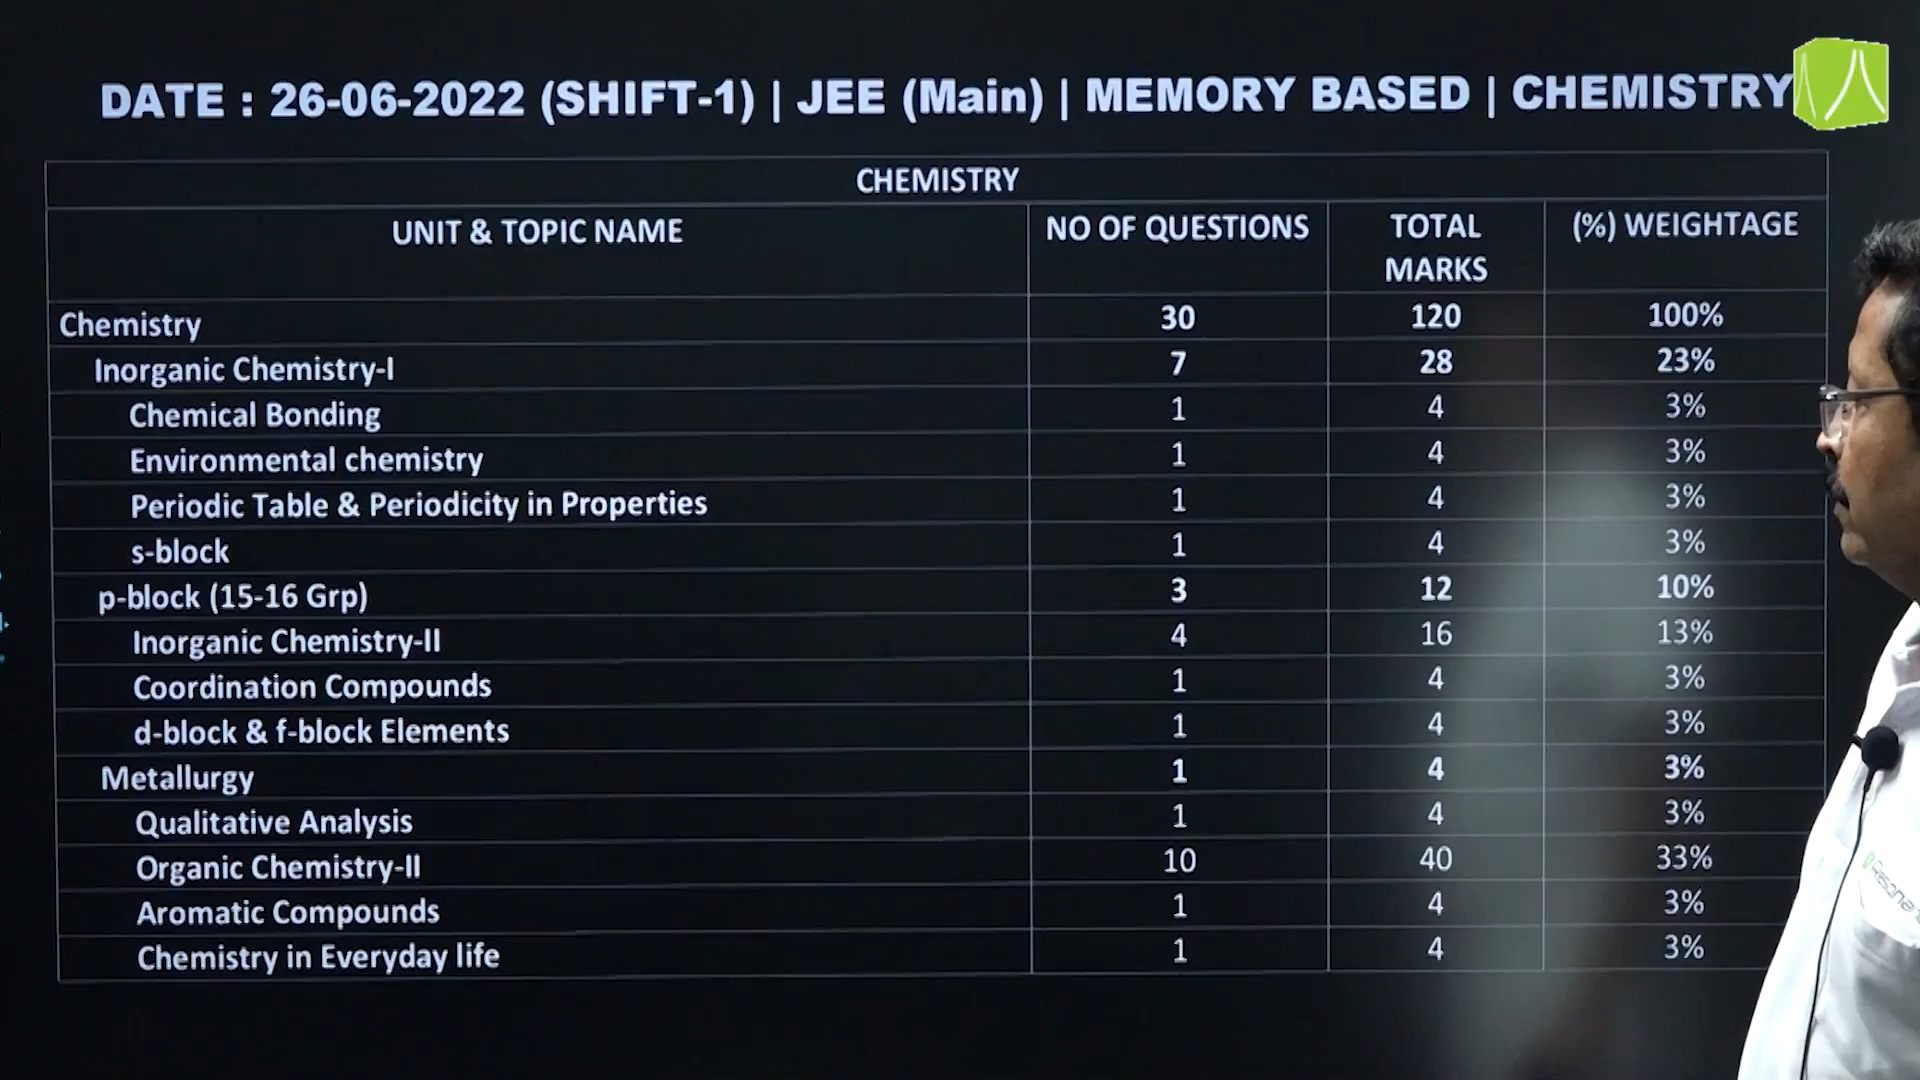 DATE : 26-06-2022 (SHIFT-1) | JEE (Main) | MEMORY BASED | CHEMISTRY
CHEMISTRY
UNIT & TOPIC NAME NO OF QUESTIONS TOTAL MARKS (%) WEIGHTAGE
Chemistry 30 120 100%
Inorganic Chemistry-I 7 28 23%
Chemical Bonding 1 4 3%
Environmental chemistry 1 4 3%
Periodic Table & Periodicity in Properties 1 4 3%
s-block 1 4 3%
p-block (15-16 Grp) 3 12 10%
Inorganic Chemistry-II 4 16 13%
Coordination Compounds 1 4 3%
d-block & f-block Elements 1 4 3%
Metallurgy 1 4 3%
Qualitative Analysis 1 4 3%
Organic Chemistry-II 10 40 33%
Aromatic Compounds 1 4 3%
Chemistry in Everyday life 1 4 3%